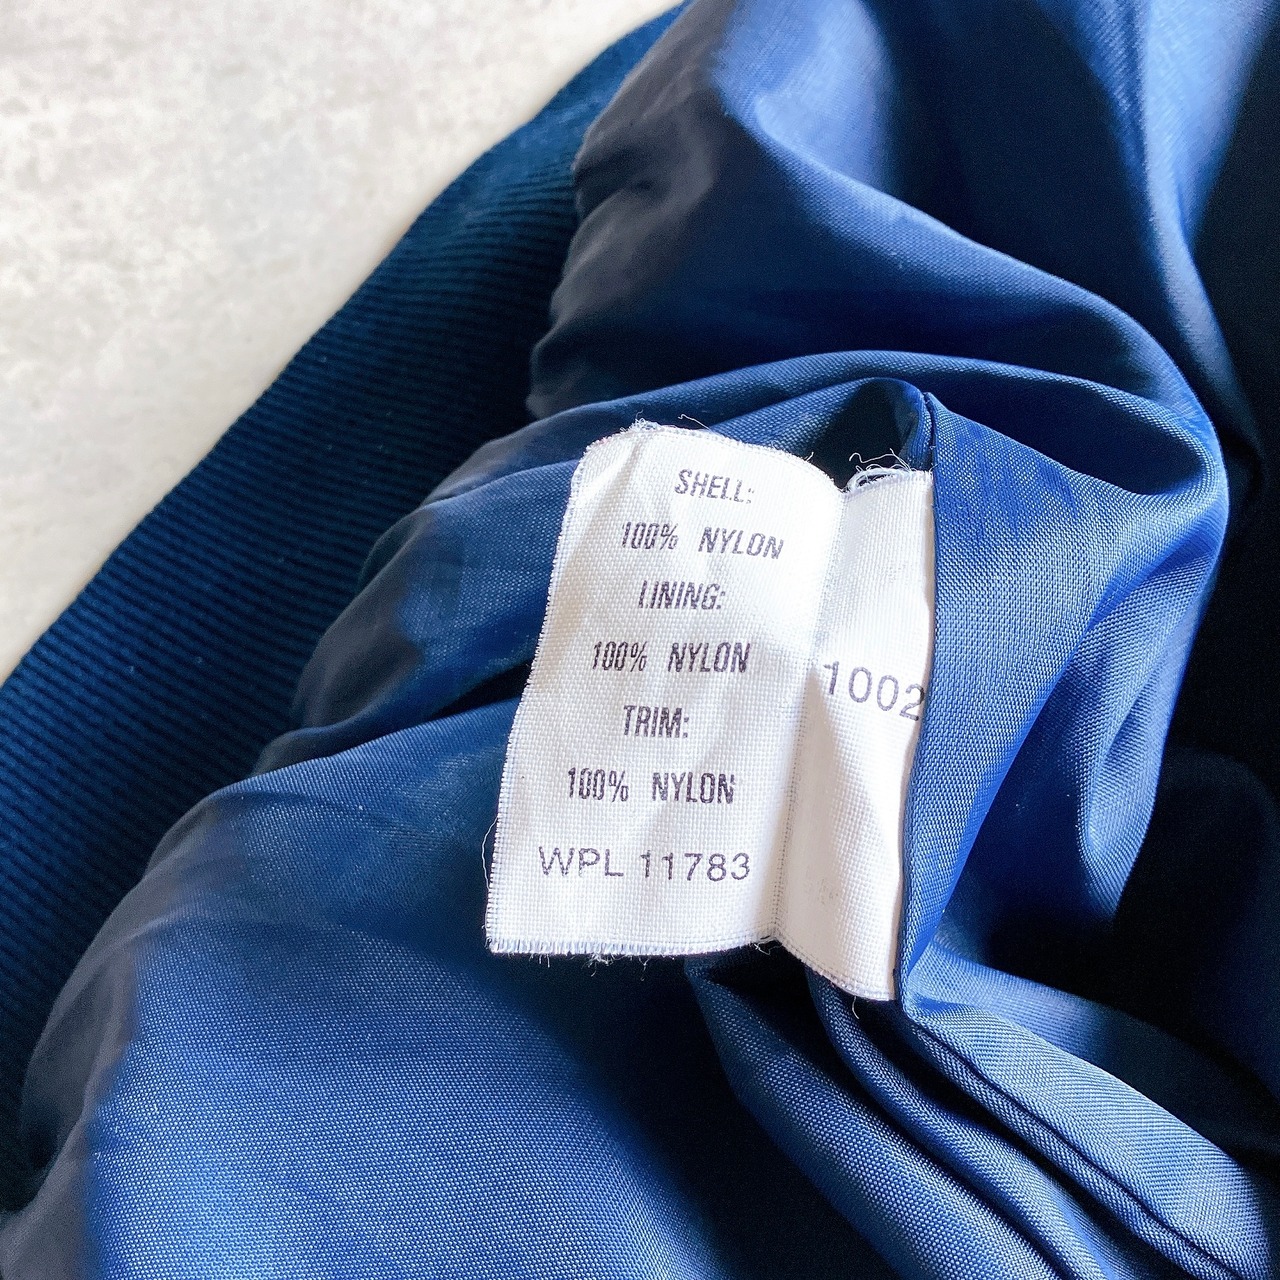 SHELL:
100% NYLON
LINING:
100% NYLON
TRIM:
100% NYLON
WPL 11783
1002